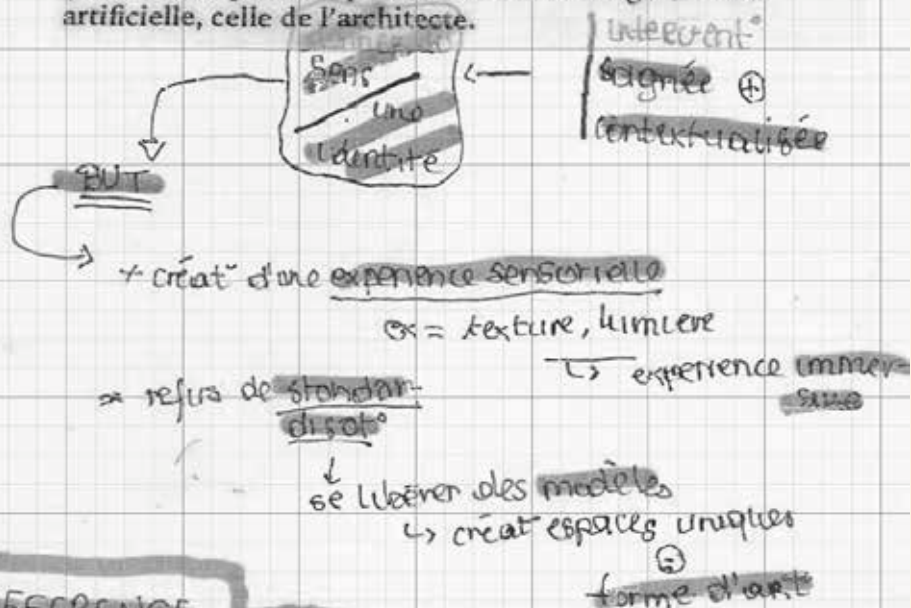 artificielle, celle de l'architecte.
intervent°
Sens
soignée ⊕
une
contextualisée
identité
BUT
+ créat° d'une expérience sensorielle
ex = texture, lumière
↳ expérience immer-
sive
* refus de standar-
disat°
↓
se libérer des modèles
↳ créat espaces uniques
⊜
forme d'art